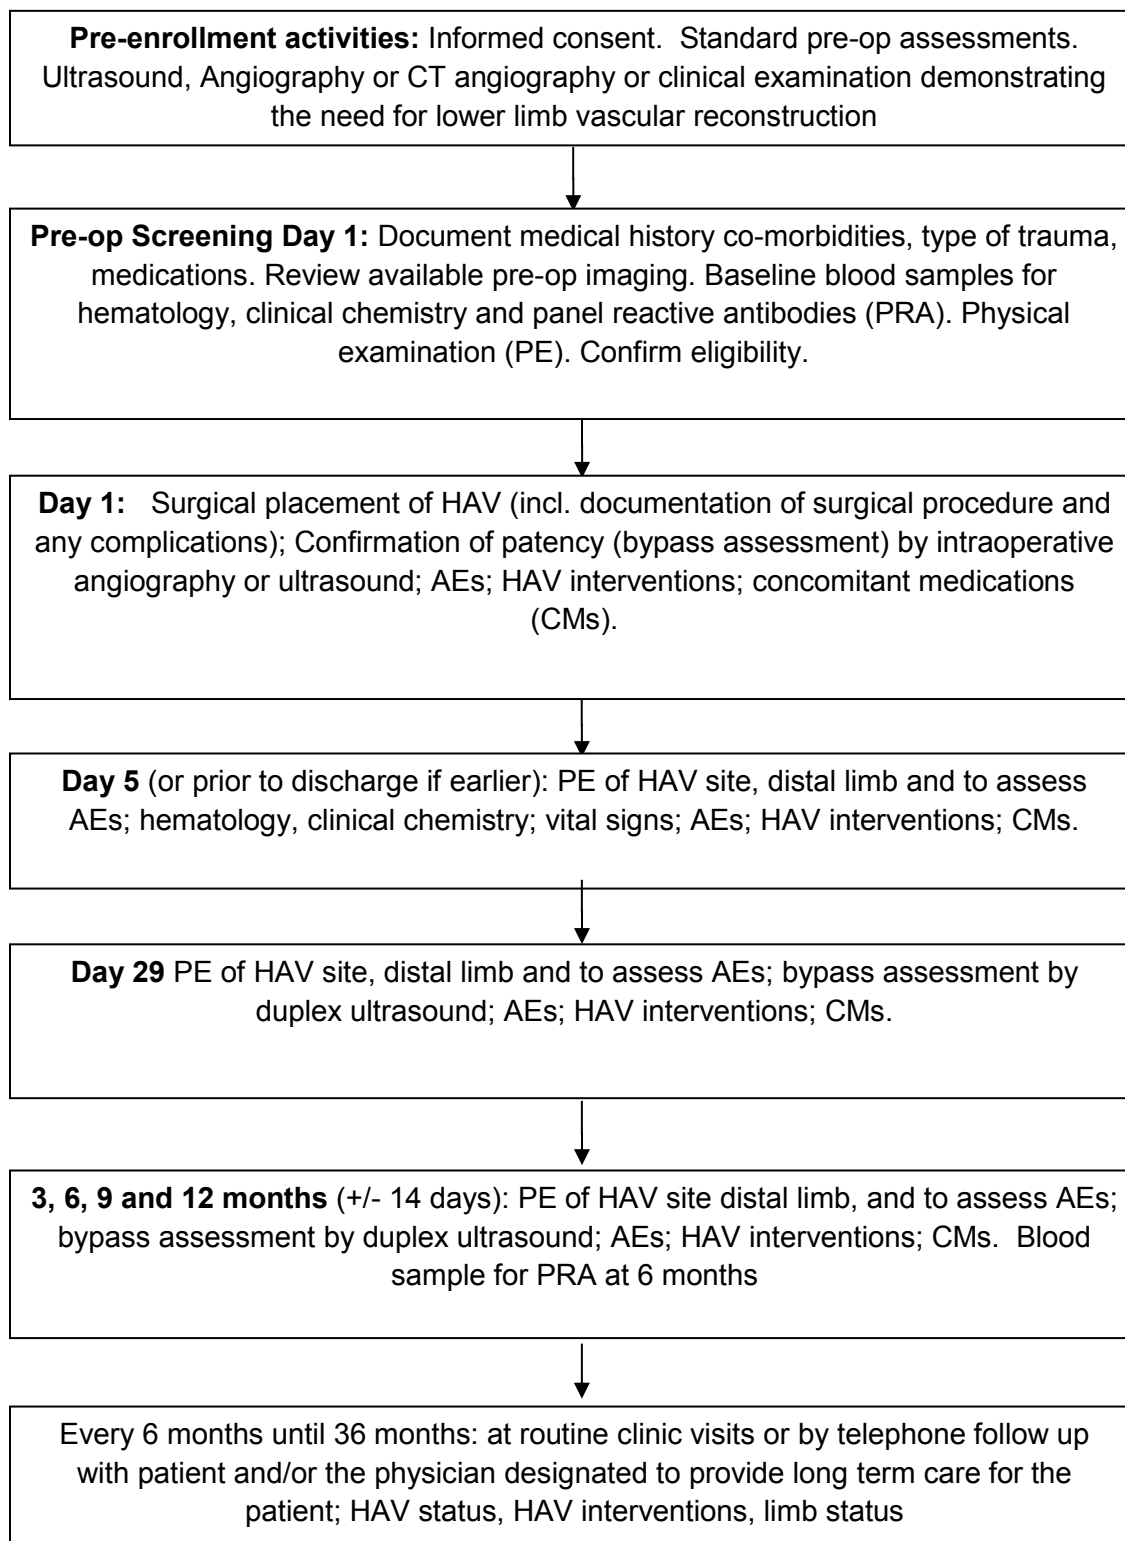 Pre-enrollment activities: Informed consent.  Standard pre-op assessments.
Ultrasound, Angiography or CT angiography or clinical examination demonstrating
the need for lower limb vascular reconstruction
Pre-op Screening Day 1: Document medical history co-morbidities, type of trauma,
medications. Review available pre-op imaging. Baseline blood samples for
hematology, clinical chemistry and panel reactive antibodies (PRA). Physical
examination (PE). Confirm eligibility.
Day 1:   Surgical placement of HAV (incl. documentation of surgical procedure and
any complications); Confirmation of patency (bypass assessment) by intraoperative
angiography or ultrasound; AEs; HAV interventions; concomitant medications
(CMs).
Day 5 (or prior to discharge if earlier): PE of HAV site, distal limb and to assess
AEs; hematology, clinical chemistry; vital signs; AEs; HAV interventions; CMs.
Day 29 PE of HAV site, distal limb and to assess AEs; bypass assessment by
duplex ultrasound; AEs; HAV interventions; CMs.
3, 6, 9 and 12 months (+/- 14 days): PE of HAV site distal limb, and to assess AEs;
bypass assessment by duplex ultrasound; AEs; HAV interventions; CMs.  Blood
sample for PRA at 6 months
Every 6 months until 36 months: at routine clinic visits or by telephone follow up
with patient and/or the physician designated to provide long term care for the
patient; HAV status, HAV interventions, limb status